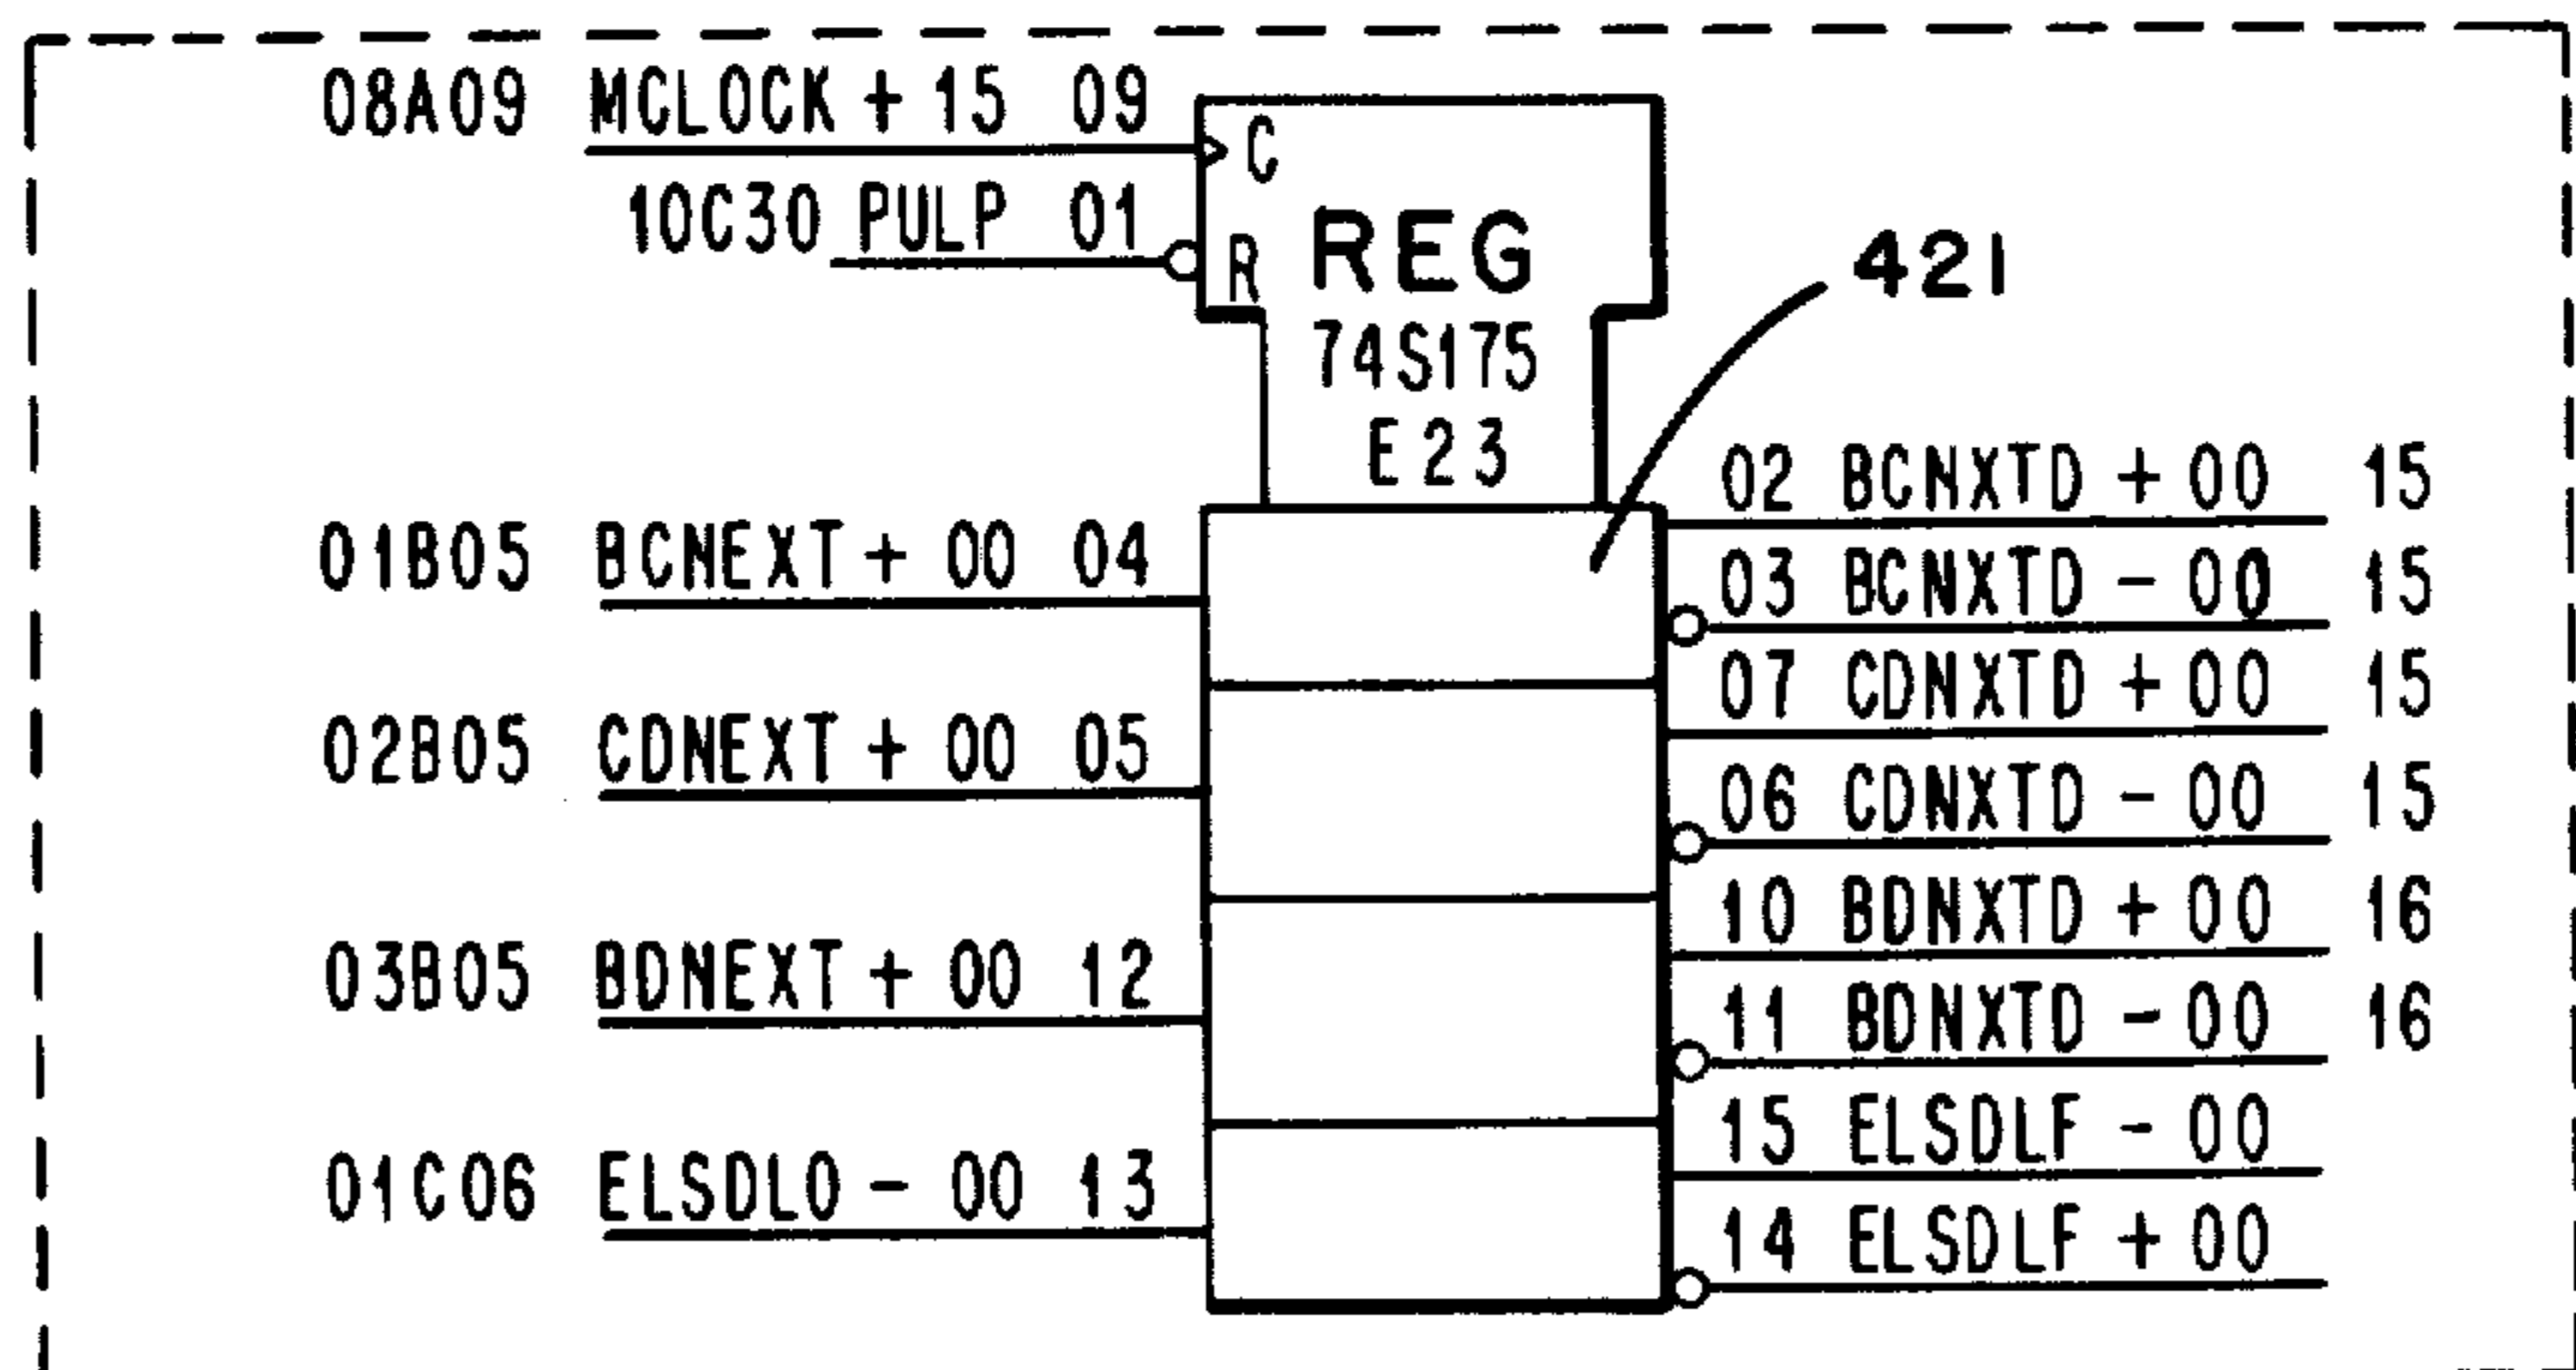 08A09 MCLOCK + 15 09
C
10C30 PULP 01
R
REG
421
74S175
E23
02 BCNXTD + 00 15
01B05 BCNEXT + 00 04
03 BCNXTD - 00 15
07 CDNXTD + 00 15
02B05 CDNEXT + 00 05
06 CDNXTD - 00 15
10 BDNXTD + 00 16
03B05 BDNEXT + 00 12
11 BDNXTD - 00 16
15 ELSDLF - 00
01C06 ELSDLO - 00 13
14 ELSDLF + 00